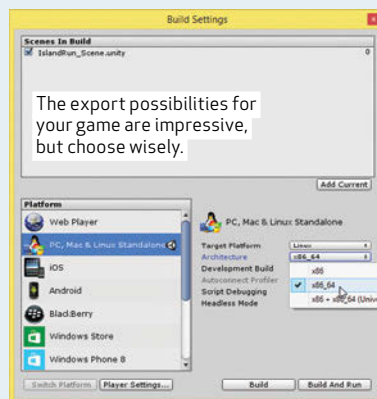 Build Settings
x
Scenes In Build
IslandRun_Scene.unity 0
The export possibilities for
your game are impressive,
but choose wisely.
Add Current
Platform
Web Player
PC, Mac & Linux Standalone
iOS
Android
BlackBerry
Windows Store
Windows Phone 8
PC, Mac & Linux Standalone
Target Platform Linux
Architecture x86_64
Development Build x86
Autoconnect Profiler x86_64
Script Debugging x86 + x86_64 (Univ
Headless Mode
Switch Platform Player Settings... Build Build And Run